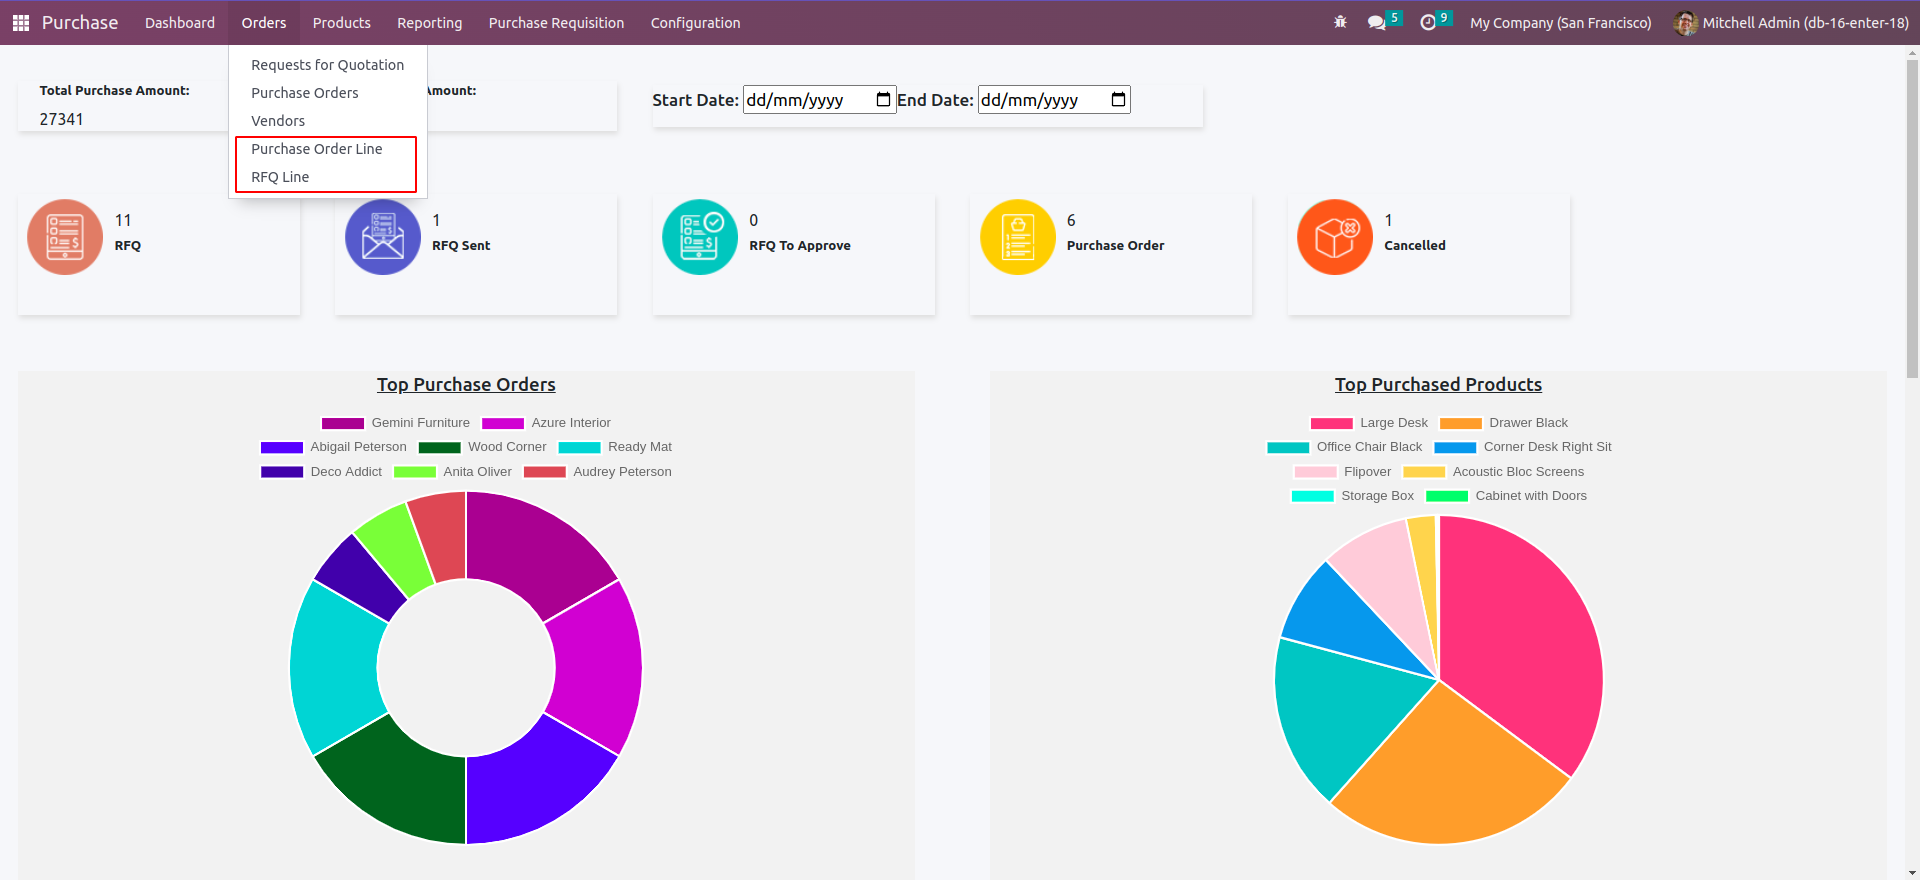 Purchase Dashboard Orders Products Reporting Purchase Requisition Configuration 5 9 My Company (San Francisco) Mitchell Admin (db-16-enter-18)
Requests for Quotation
Purchase Orders
Vendors
Purchase Order Line
RFQ Line
Total Purchase Amount:
27341
Amount:
Start Date: dd/mm/yyyy End Date: dd/mm/yyyy
11
RFQ
1
RFQ Sent
0
RFQ To Approve
6
Purchase Order
1
Cancelled
Top Purchase Orders
Gemini Furniture Azure Interior
Abigail Peterson Wood Corner Ready Mat
Deco Addict Anita Oliver Audrey Peterson
Top Purchased Products
Large Desk Drawer Black
Office Chair Black Corner Desk Right Sit
Flipover Acoustic Bloc Screens
Storage Box Cabinet with Doors